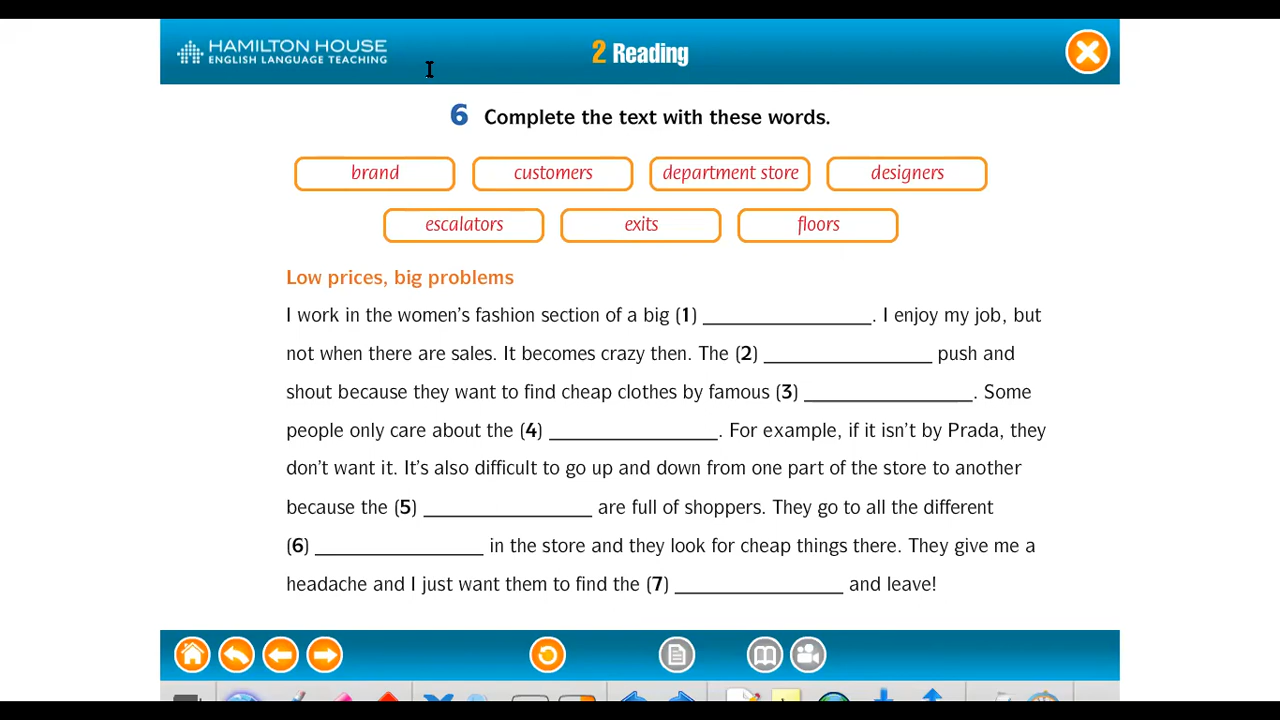 HAMILTON HOUSE
ENGLISH LANGUAGE TEACHING
2 Reading
6 Complete the text with these words.
brand customers department store designers
escalators exits floors
Low prices, big problems
I work in the women's fashion section of a big (1) ________________. I enjoy my job, but
not when there are sales. It becomes crazy then. The (2) ________________ push and
shout because they want to find cheap clothes by famous (3) ________________. Some
people only care about the (4) ________________. For example, if it isn't by Prada, they
don't want it. It's also difficult to go up and down from one part of the store to another
because the (5) ________________ are full of shoppers. They go to all the different
(6) ________________ in the store and they look for cheap things there. They give me a
headache and I just want them to find the (7) ________________ and leave!